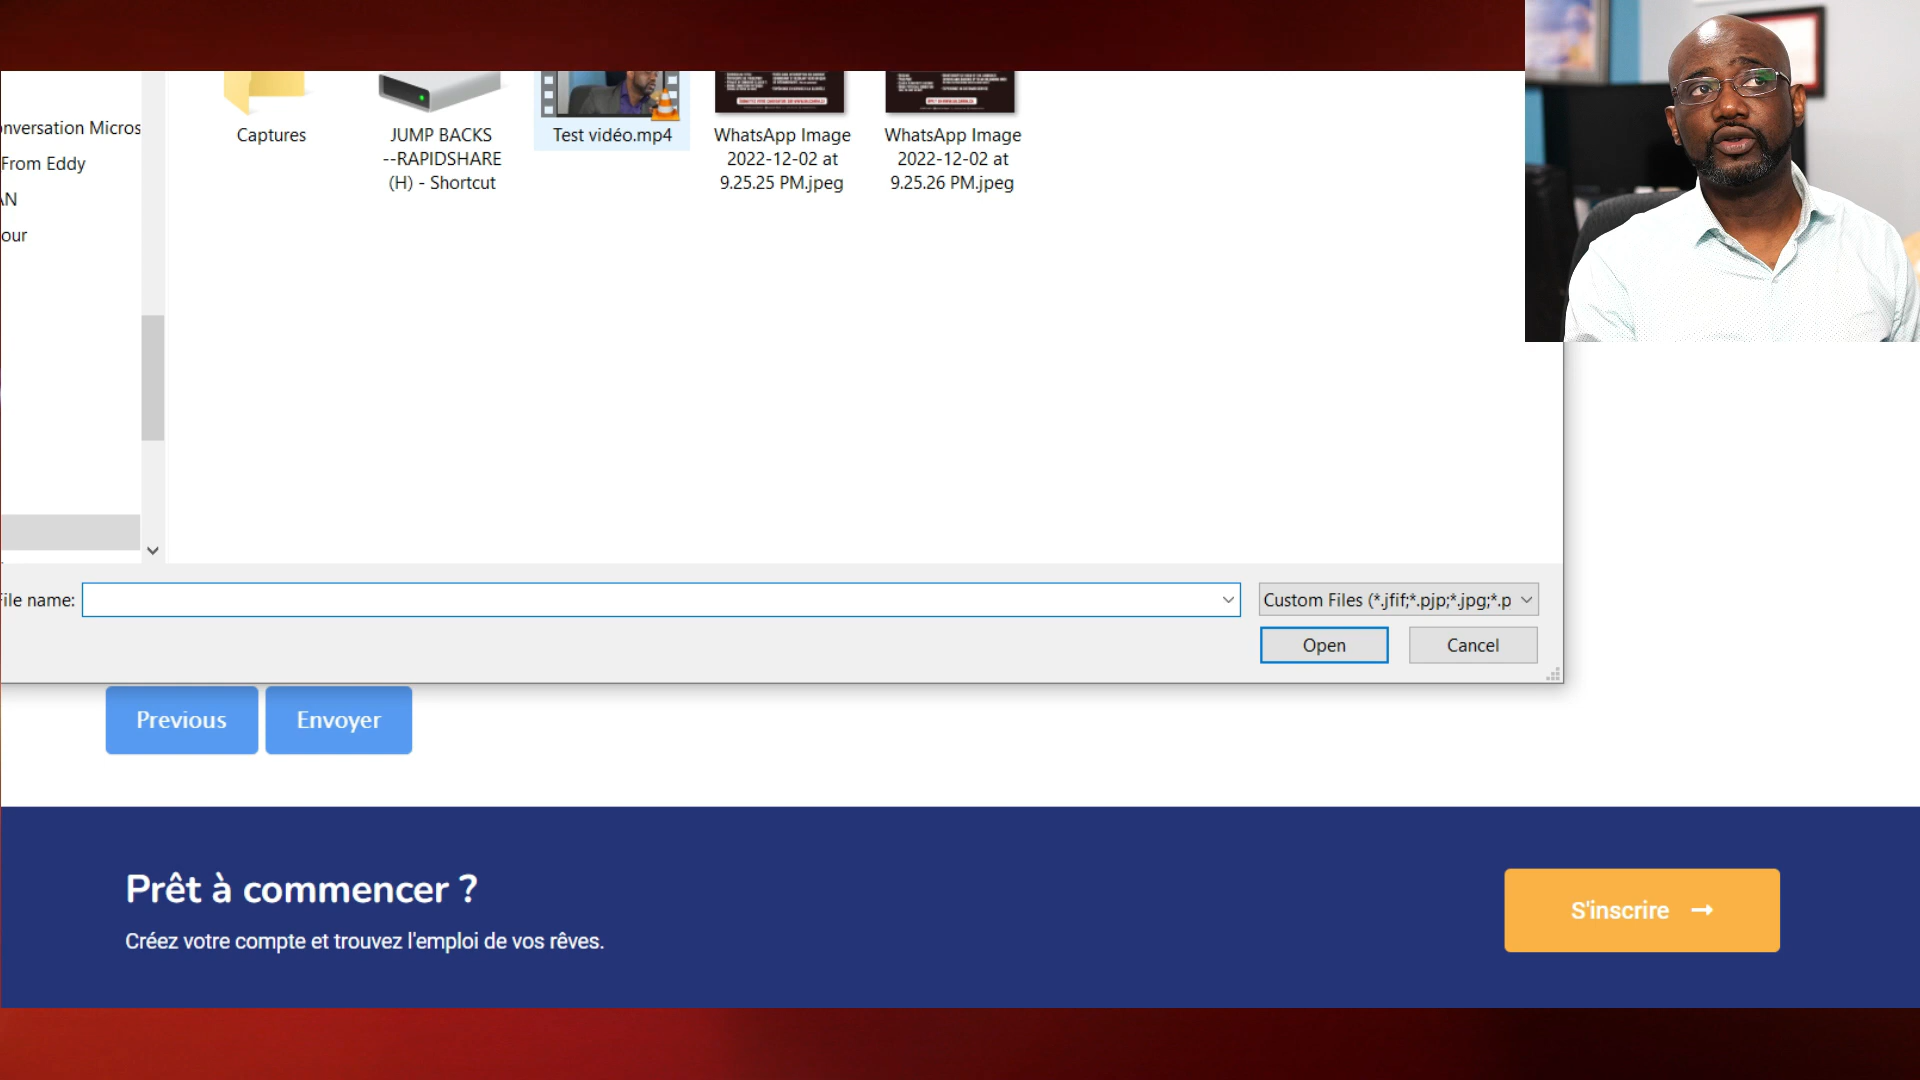 onversation Micros
From Eddy
AN
our
Captures
JUMP BACKS
--RAPIDSHARE
(H) - Shortcut
Test vidéo.mp4
WhatsApp Image
2022-12-02 at
9.25.25 PM.jpeg
WhatsApp Image
2022-12-02 at
9.25.26 PM.jpeg
ile name:
Custom Files (*.jfif;*.pjp;*.jpg;*.p
Open
Cancel
Previous
Envoyer
Prêt à commencer ?
Créez votre compte et trouvez l'emploi de vos rêves.
S'inscrire